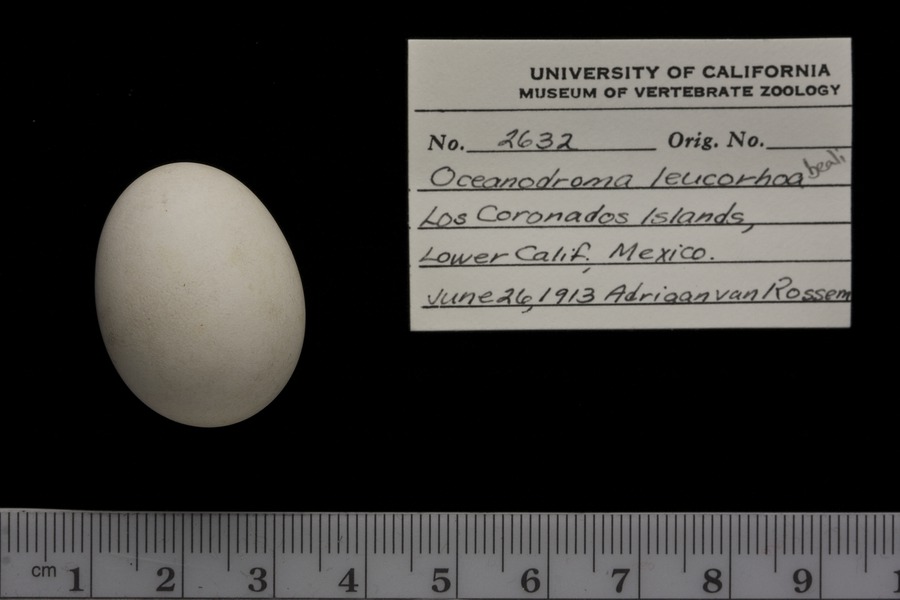 UNIVERSITY OF CALIFORNIA
MUSEUM OF VERTEBRATE ZOOLOGY
No. 2632 Orig. No.
Oceanodroma leucorhoa beali
Los Coronados Islands,
Lower Calif., Mexico.
June 26, 1913 Adriaan van Rossem
cm 1 2 3 4 5 6 7 8 9 1